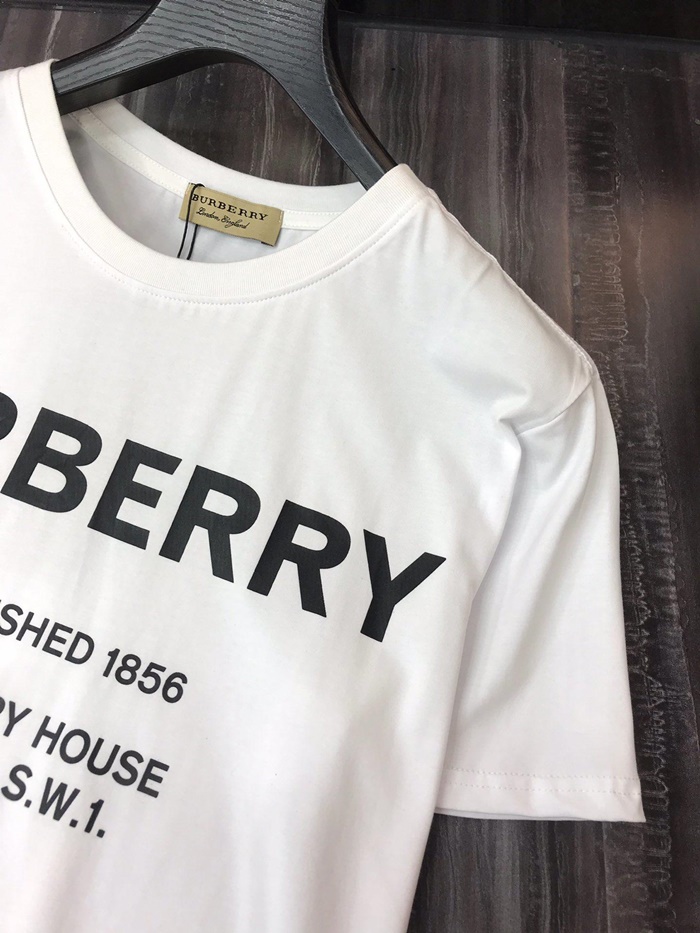 BURBERRY
London, England
RBERRY
SHED 1856
RY HOUSE
S.W.1.